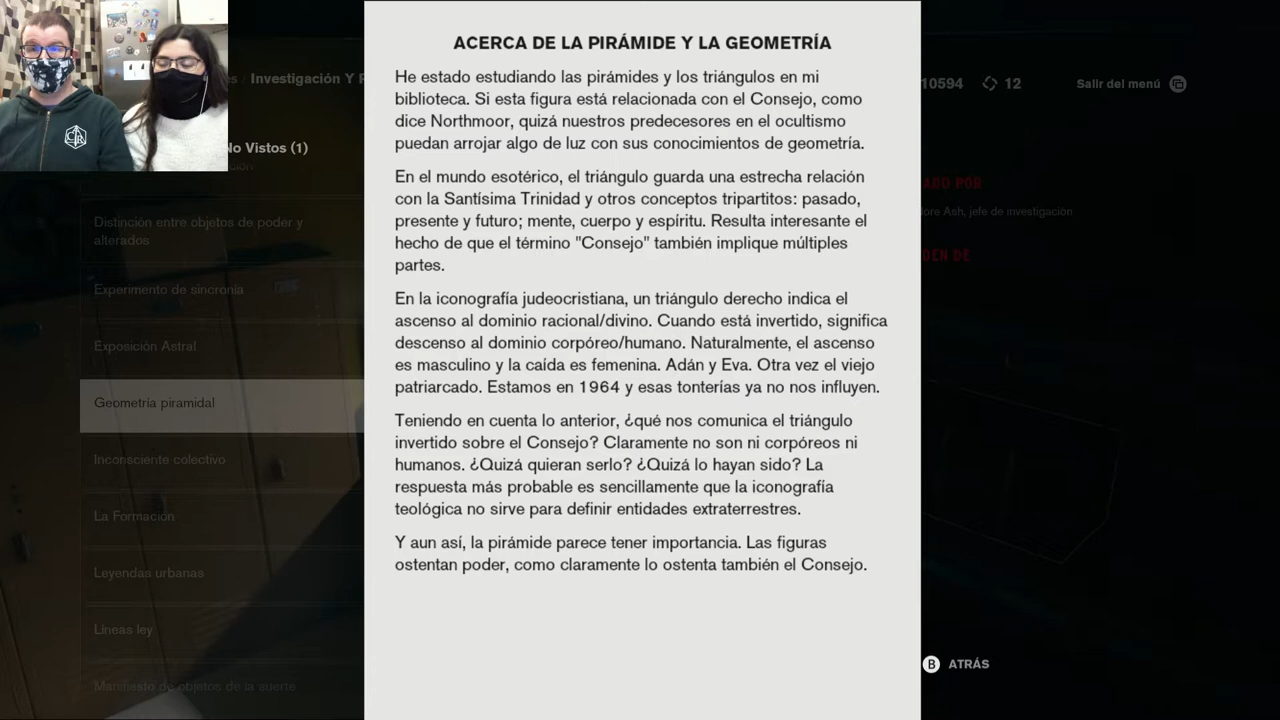 ACERCA DE LA PIRÁMIDE Y LA GEOMETRÍA
He estado estudiando las pirámides y los triángulos en mi
biblioteca. Si esta figura está relacionada con el Consejo, como
dice Northmoor, quizá nuestros predecesores en el ocultismo
puedan arrojar algo de luz con sus conocimientos de geometría.
En el mundo esotérico, el triángulo guarda una estrecha relación
con la Santísima Trinidad y otros conceptos tripartitos: pasado,
presente y futuro; mente, cuerpo y espíritu. Resulta interesante el
hecho de que el término "Consejo" también implique múltiples
partes.
En la iconografía judeocristiana, un triángulo derecho indica el
ascenso al dominio racional/divino. Cuando está invertido, significa
descenso al dominio corpóreo/humano. Naturalmente, el ascenso
es masculino y la caída es femenina. Adán y Eva. Otra vez el viejo
patriarcado. Estamos en 1964 y esas tonterías ya no nos influyen.
Teniendo en cuenta lo anterior, ¿qué nos comunica el triángulo
invertido sobre el Consejo? Claramente no son ni corpóreos ni
humanos. ¿Quizá quieran serlo? ¿Quizá lo hayan sido? La
respuesta más probable es sencillamente que la iconografía
teológica no sirve para definir entidades extraterrestres.
Y aun así, la pirámide parece tener importancia. Las figuras
ostentan poder, como claramente lo ostenta también el Consejo.
/ Investigación Y
No Vistos (1)
Distinción entre objetos de poder y
alterados
Experimento de sincronía
Exposición Astral
Geometría piramidal
Inconsciente colectivo
La Formación
Leyendas urbanas
Líneas ley
Manifiesto de objetos de la suerte
10594 12 Salir del menú
ADO POR
ore Ash, jefe de investigación
DEN DE
B ATRÁS